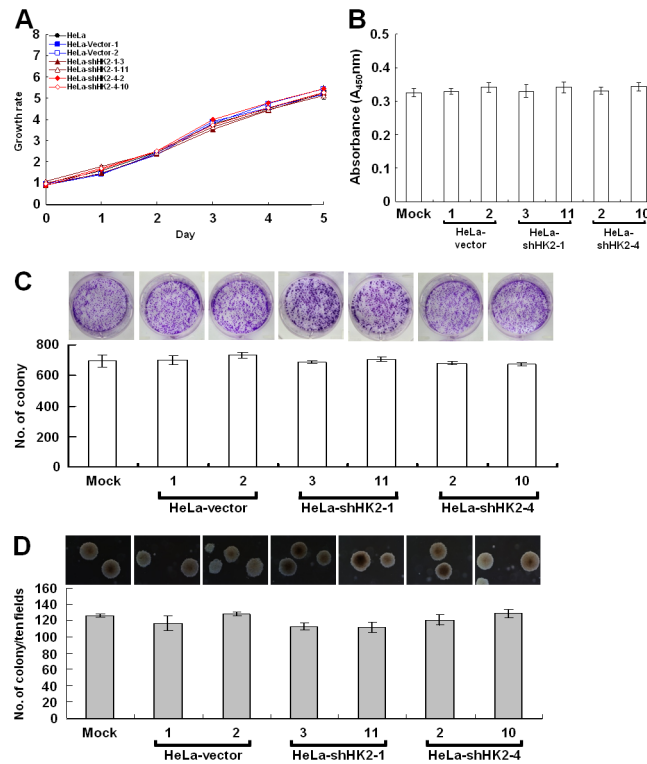 A
8
7
6
5
4
3
2
1
0
Growth rate
HeLa
HeLa-Vector-1
HeLa-Vector-2
HeLa-shHK2-1-3
HeLa-shHK2-1-11
HeLa-shHK2-4-2
HeLa-shHK2-4-10
0 1 2 3 4 5
Day
B
0.5
0.4
0.3
0.2
0.1
0
Absorbance (A450nm)
Mock 1 2 3 11 2 10
HeLa-vector
HeLa-shHK2-1
HeLa-shHK2-4
C
800
600
400
200
0
No. of colony
Mock 1 2 3 11 2 10
HeLa-vector HeLa-shHK2-1 HeLa-shHK2-4
D
160
140
120
100
80
60
40
20
0
No. of colony/ten fields
Mock 1 2 3 11 2 10
HeLa-vector HeLa-shHK2-1 HeLa-shHK2-4